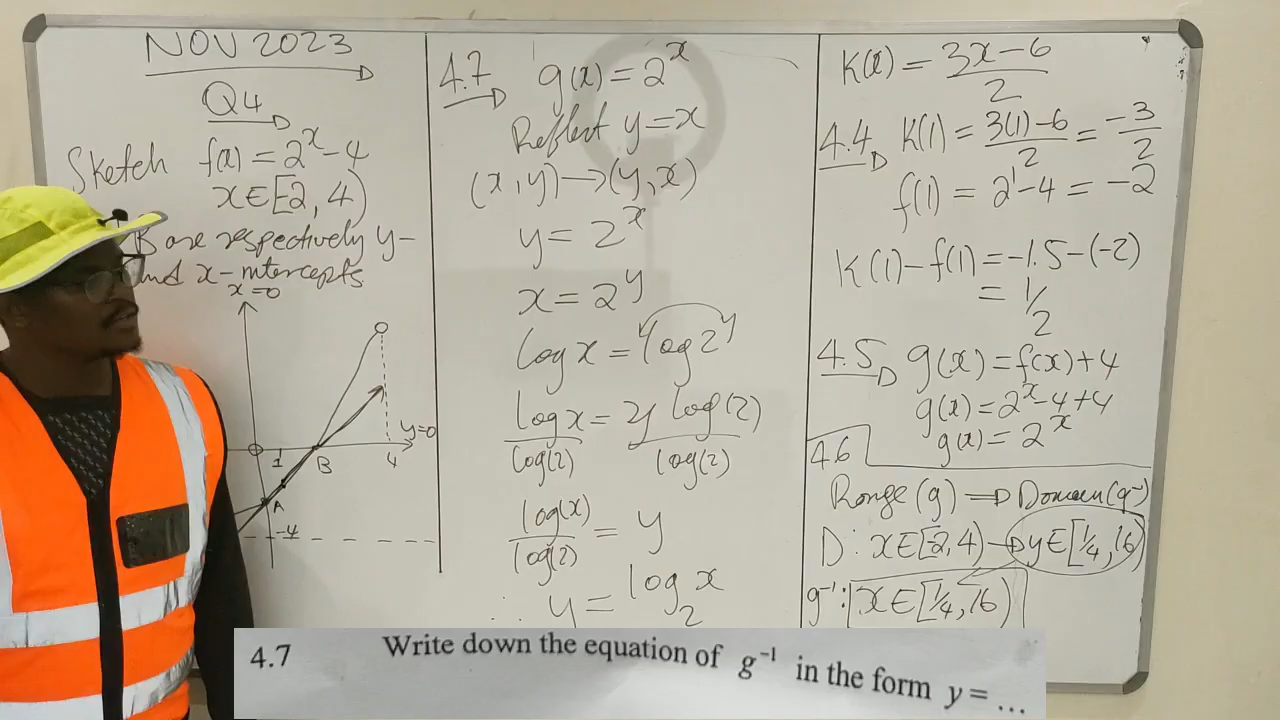 NOV 2023
Q4
Sketch f(x) = 2^x - 4
x∈[-2, 4)
B are respectively y-
and x-intercepts
x=0
y=0
1
B
4
A
-4
4.7 g(x) = 2^x
Reflect y = x
(x, y) → (y, x)
y = 2^x
x = 2^y
log x = log 2^y
log x = y log(2)
log(2) log(2)
log(x) = y
log(2)
∴ y = log_2 x
K(x) = 3x-6
2
4.4 K(1) = 3(1)-6 = -3
2 2
f(1) = 2^1 - 4 = -2
K(1) - f(1) = -1.5 - (-2)
= 1/2
4.5 g(x) = f(x) + 4
g(x) = 2^x - 4 + 4
g(x) = 2^x
4.6
Range (g) ⇒ Domain (g^-1)
D: x∈[-2, 4) → y∈[1/4, 16)
g^-1: x∈[1/4, 16)
4.7 Write down the equation of g^-1 in the form y = ...